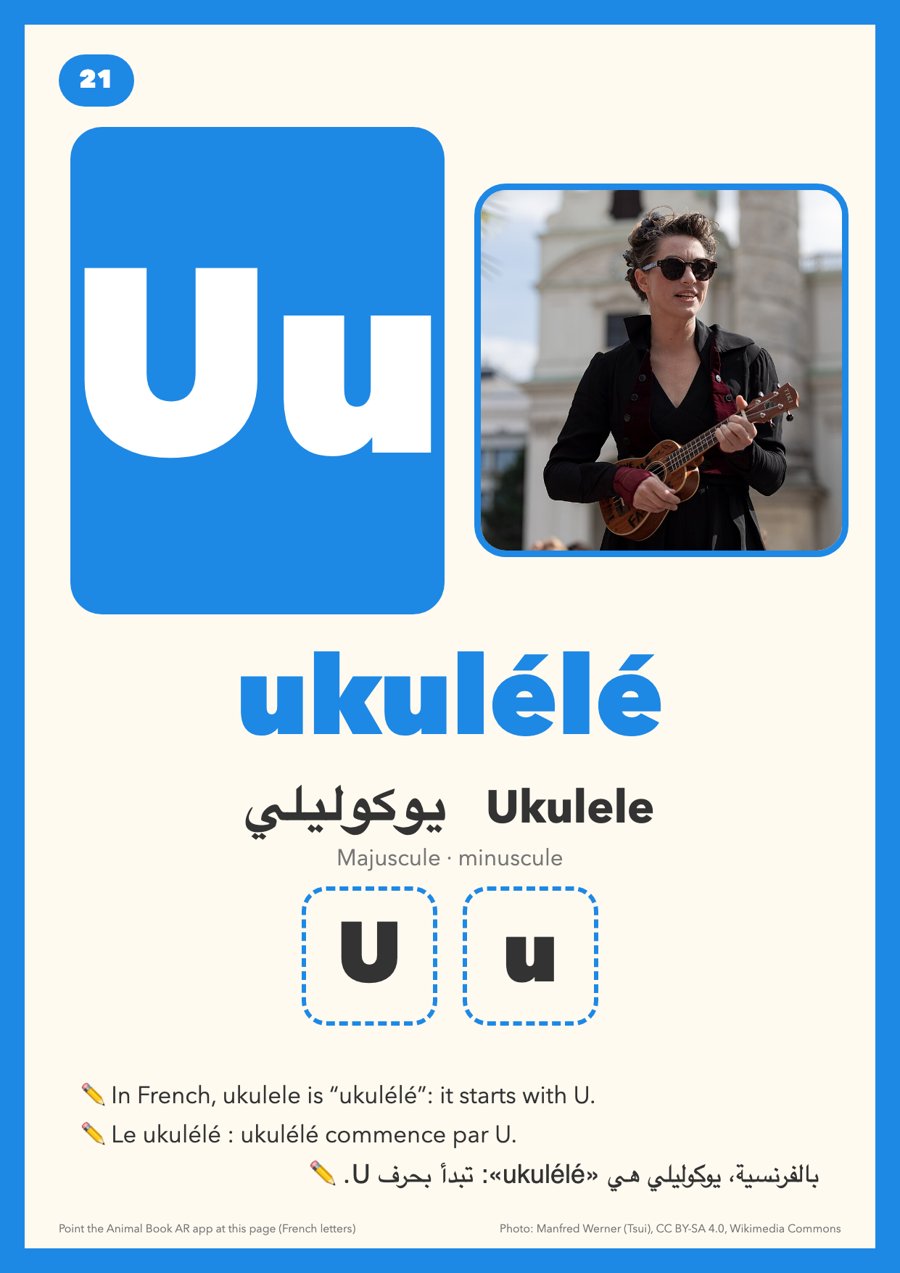 21
Uu
TIKI
ukulélé
يوكوليلي Ukulele
Majuscule · minuscule
U u
✏️ In French, ukulele is “ukulélé”: it starts with U.
✏️ Le ukulélé : ukulélé commence par U.
✏️ بالفرنسية، يوكوليلي هي «ukulélé»: تبدأ بحرف U.
Point the Animal Book AR app at this page (French letters)
Photo: Manfred Werner (Tsui), CC BY-SA 4.0, Wikimedia Commons